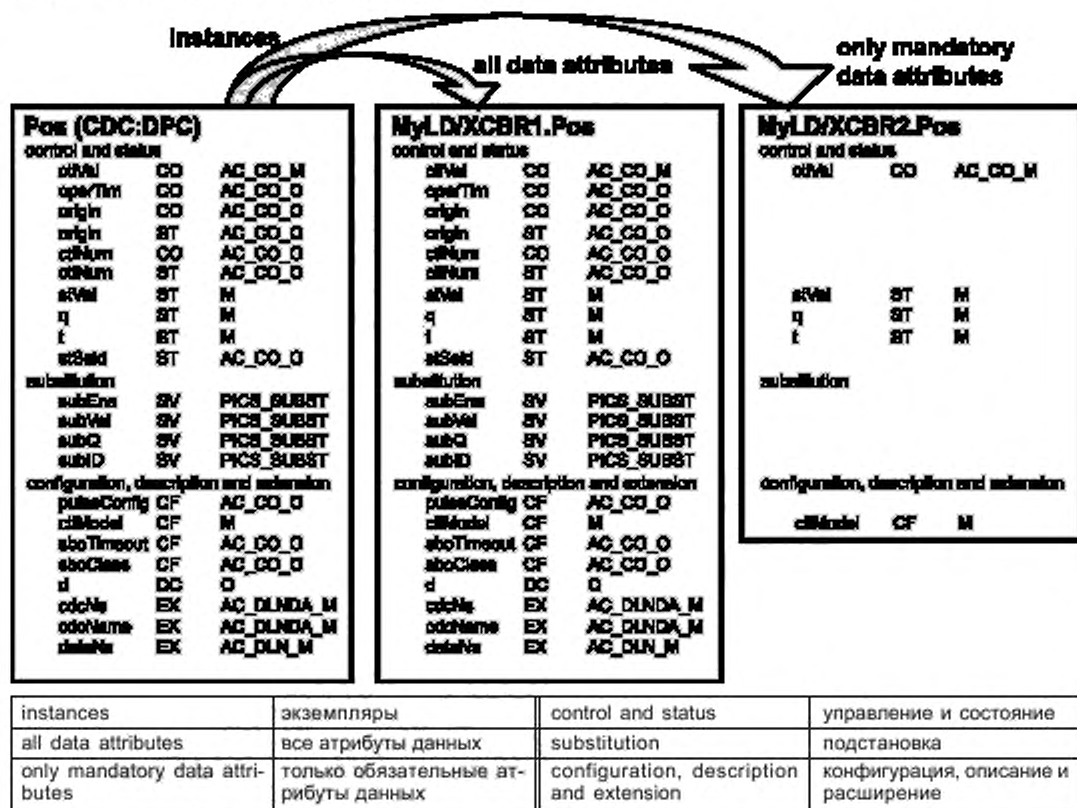 Instances
all data attributes
only mandatory
data attributes
Pos (CDC:DPC)
control and status
ctlVal CO AC_CO_M
operTim CO AC_CO_O
origin CO AC_CO_O
origin ST AC_CO_O
ctlNum CO AC_CO_O
ctlNum ST AC_CO_O
stVal ST M
q ST M
t ST M
stSeld ST AC_CO_O
substitution
subEna SV PICS_SUBST
subVal SV PICS_SUBST
subQ SV PICS_SUBST
subID SV PICS_SUBST
configuration, description and extension
pulseConfig CF AC_CO_O
ctlModel CF M
sboTimeout CF AC_CO_O
sboClass CF AC_CO_O
d DC O
cdcNs EX AC_DLNDA_M
cdcName EX AC_DLNDA_M
dataNs EX AC_DLN_M
MyLD/XCBR1.Pos
control and status
ctlVal CO AC_CO_M
operTim CO AC_CO_O
origin CO AC_CO_O
origin ST AC_CO_O
ctlNum CO AC_CO_O
ctlNum ST AC_CO_O
stVal ST M
q ST M
t ST M
stSeld ST AC_CO_O
substitution
subEna SV PICS_SUBST
subVal SV PICS_SUBST
subQ SV PICS_SUBST
subID SV PICS_SUBST
configuration, description and extension
pulseConfig CF AC_CO_O
ctlModel CF M
sboTimeout CF AC_CO_O
sboClass CF AC_CO_O
d DC O
cdcNs EX AC_DLNDA_M
cdcName EX AC_DLNDA_M
dataNs EX AC_DLN_M
MyLD/XCBR2.Pos
control and status
ctlVal CO AC_CO_M
stVal ST M
q ST M
t ST M
substitution
configuration, description and extension
ctlModel CF M
instances экземпляры control and status управление и состояние
all data attributes все атрибуты данных substitution подстановка
only mandatory data attri- только обязательные ат- configuration, description конфигурация, описание и
butes рибуты данных and extension расширение